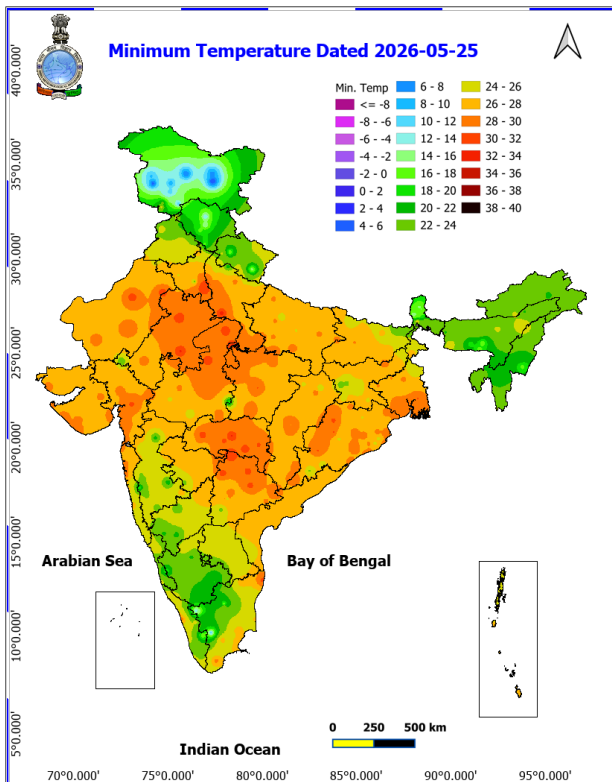 Minimum Temperature Dated 2026-05-25
Min. Temp
<= -8
-8 - -6
-6 - -4
-4 - -2
-2 - 0
0 - 2
2 - 4
4 - 6
6 - 8
8 - 10
10 - 12
12 - 14
14 - 16
16 - 18
18 - 20
20 - 22
22 - 24
24 - 26
26 - 28
28 - 30
30 - 32
32 - 34
34 - 36
36 - 38
38 - 40
40°0.000'
35°0.000'
30°0.000'
25°0.000'
20°0.000'
15°0.000'
10°0.000'
5°0.000'
Arabian Sea
Bay of Bengal
Indian Ocean
0 250 500 km
70°0.000' 75°0.000' 80°0.000' 85°0.000' 90°0.000' 95°0.000'